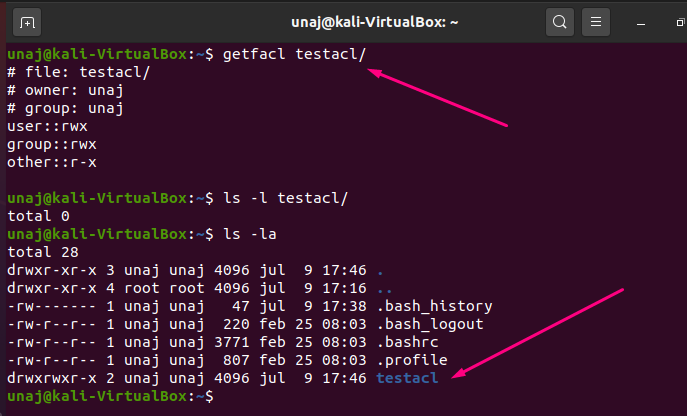 unaj@kali-VirtualBox: ~
unaj@kali-VirtualBox:~$ getfacl testacl/
# file: testacl/
# owner: unaj
# group: unaj
user::rwx
group::rwx
other::r-x
unaj@kali-VirtualBox:~$ ls -l testacl/
total 0
unaj@kali-VirtualBox:~$ ls -la
total 28
drwxr-xr-x 3 unaj unaj 4096 jul  9 17:46 .
drwxr-xr-x 4 root root 4096 jul  9 17:16 ..
-rw------- 1 unaj unaj   47 jul  9 17:38 .bash_history
-rw-r--r-- 1 unaj unaj  220 feb 25 08:03 .bash_logout
-rw-r--r-- 1 unaj unaj 3771 feb 25 08:03 .bashrc
-rw-r--r-- 1 unaj unaj  807 feb 25 08:03 .profile
drwxrwxr-x 2 unaj unaj 4096 jul  9 17:46 testacl
unaj@kali-VirtualBox:~$